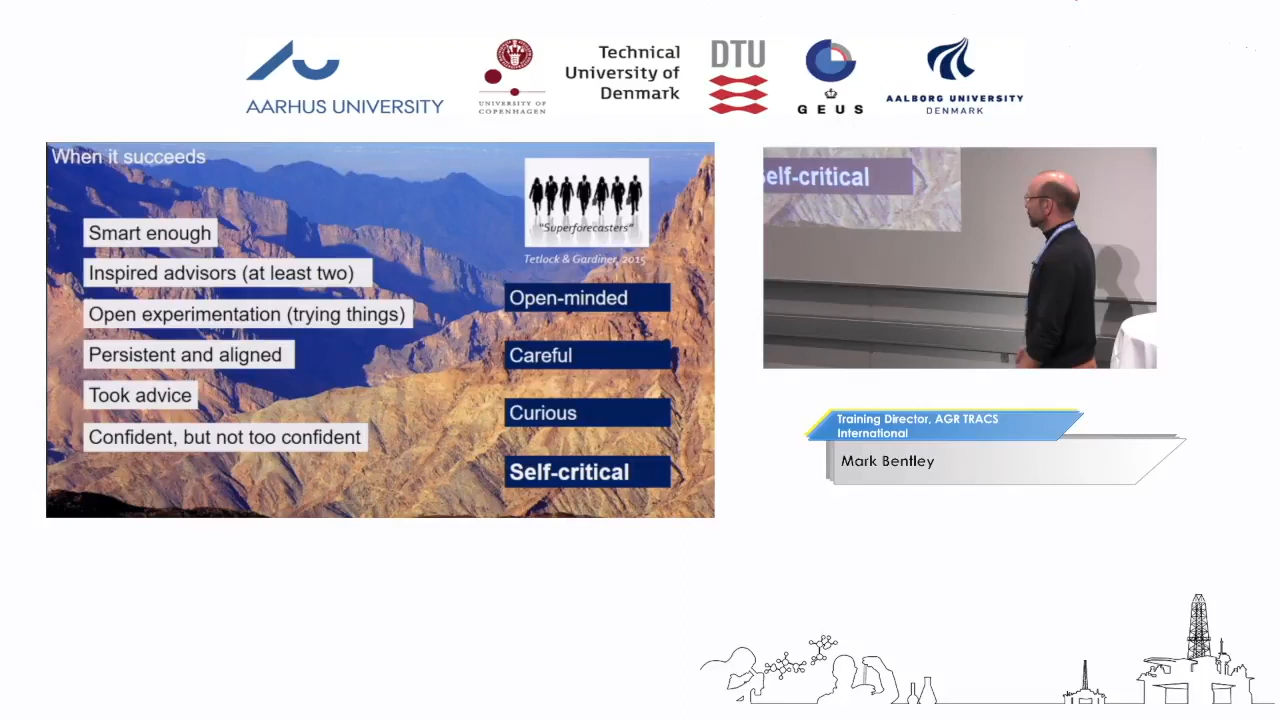 AARHUS UNIVERSITY
UNIVERSITY OF
COPENHAGEN
Technical
University of
Denmark
DTU
GEUS
AALBORG UNIVERSITY
DENMARK
When it succeeds
Smart enough
Inspired advisors (at least two)
Open experimentation (trying things)
Persistent and aligned
Took advice
Confident, but not too confident
"Superforecasters"
Tetlock & Gardiner, 2015
Open-minded
Careful
Curious
Self-critical
Self-critical
Training Director, AGR TRACS
International
Mark Bentley